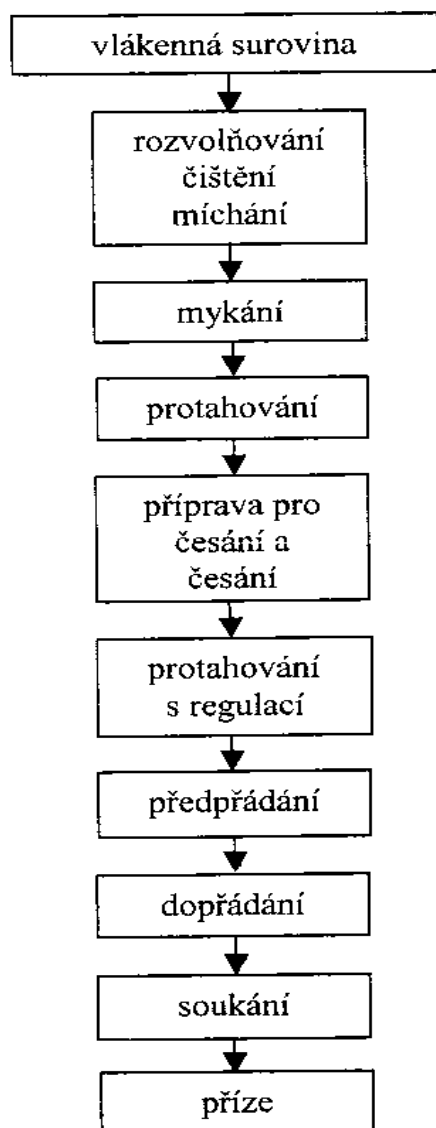 vlákenná surovina
rozvolňování
čištění
míchání
mykání
protahování
příprava pro
česání a
česání
protahování
s regulací
předpřádání
dopřádání
soukání
příze